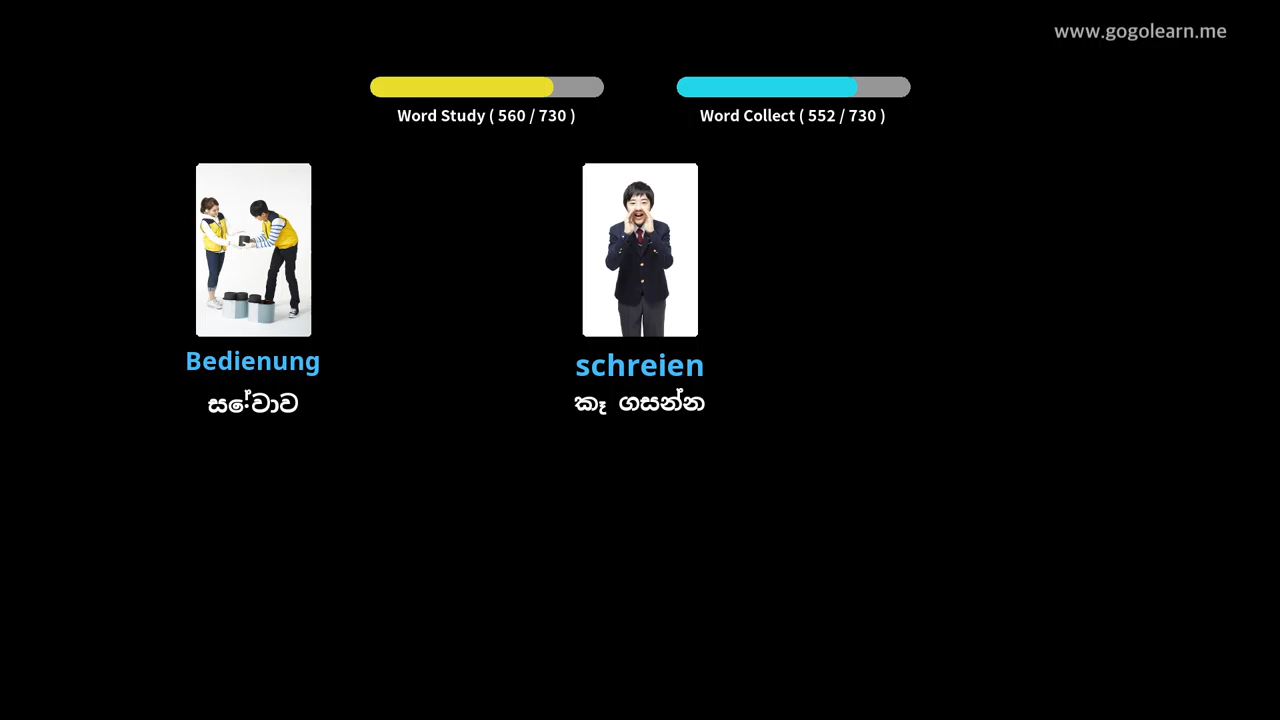 www.gogolearn.me
Word Study ( 560 / 730 )
Word Collect ( 552 / 730 )
Bedienung
schreien
සේවාව
කෑ ගසන්න